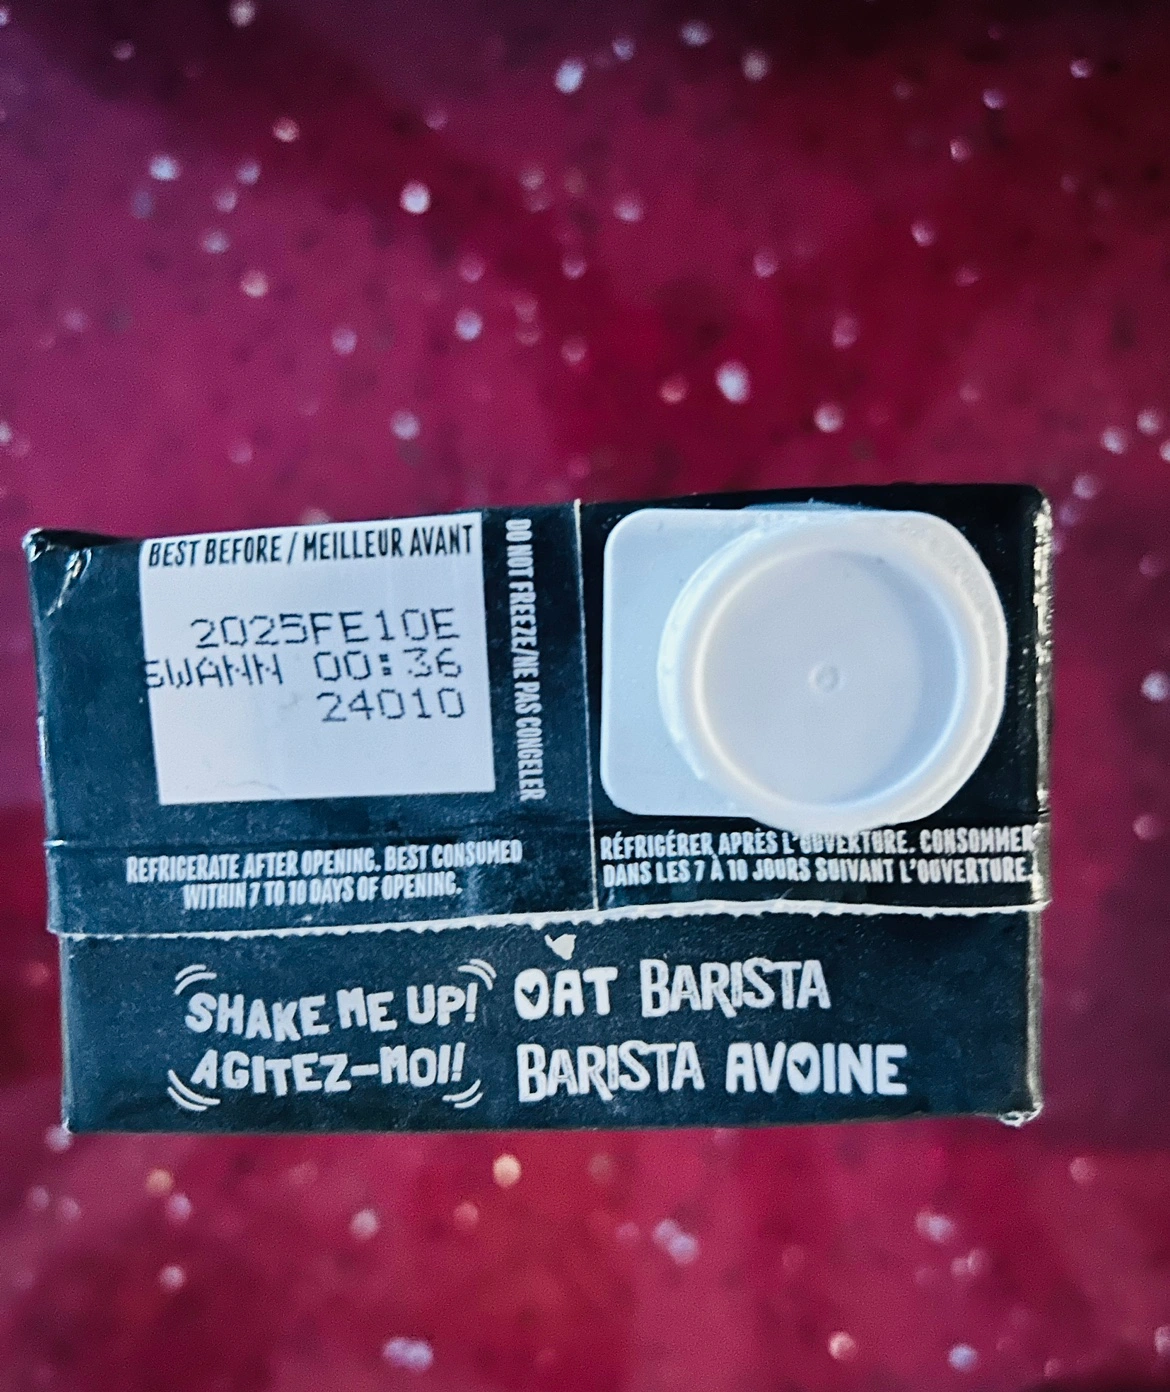 BEST BEFORE / MEILLEUR AVANT
2025FE10E
SWANN 00:36
24010
DO NOT FREEZE/NE PAS CONGELER
REFRIGERATE AFTER OPENING. BEST CONSUMED
WITHIN 7 TO 10 DAYS OF OPENING.
RÉFRIGÉRER APRÈS L'OUVERTURE. CONSOMMER
DANS LES 7 À 10 JOURS SUIVANT L'OUVERTURE.
SHAKE ME UP!
AGITEZ-MOI!
OAT BARISTA
BARISTA AVOINE